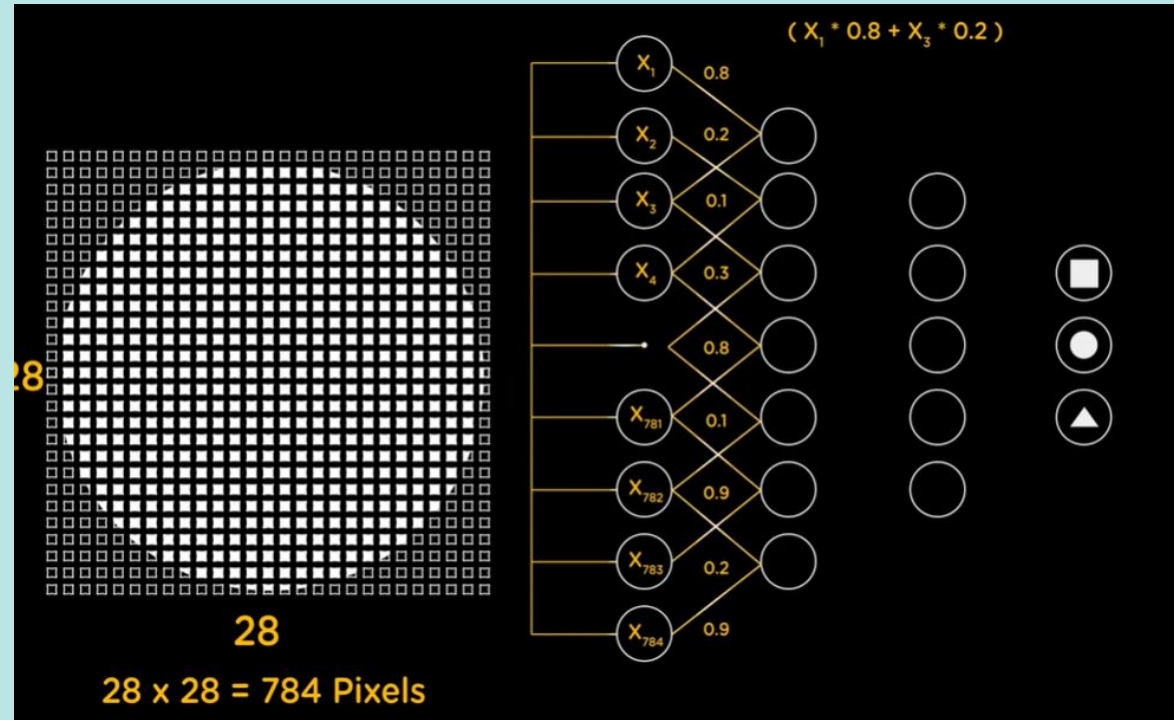 ( X₁ * 0.8 + X₃ * 0.2 )
X₁
0.8
X₂
0.2
X₃
0.1
X₄
0.3
28
0.8
X₇₈₁
0.1
X₇₈₂
0.9
X₇₈₃
0.2
X₇₈₄
0.9
28
28 x 28 = 784 Pixels